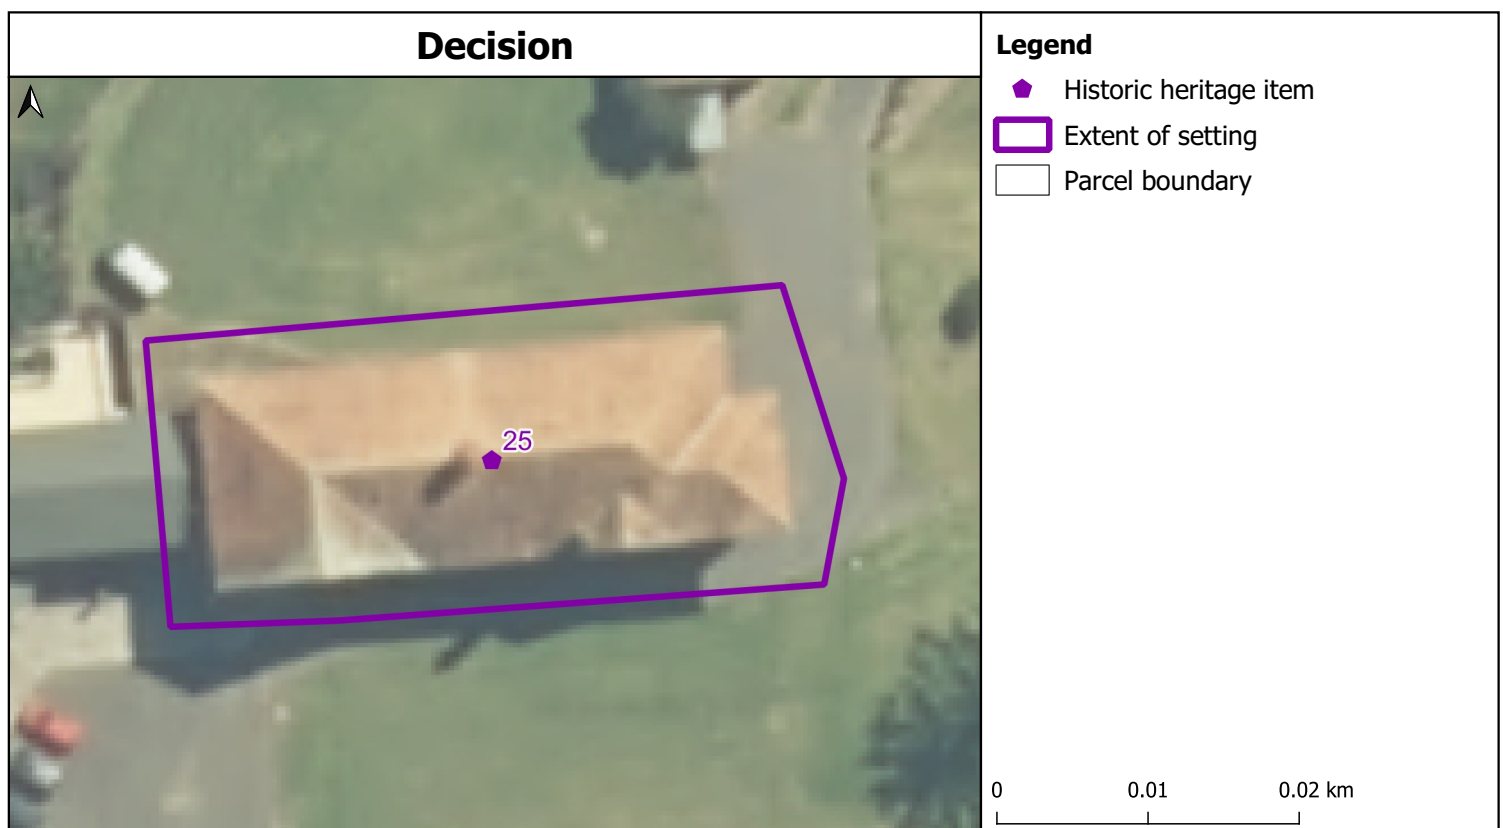 Decision
25
Legend
Historic heritage item
Extent of setting
Parcel boundary
0 0.01 0.02 km